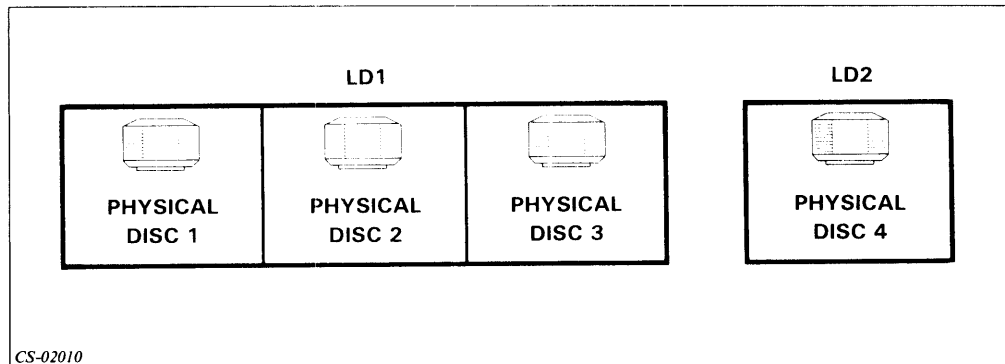 LD1
LD2
PHYSICAL DISC 1
PHYSICAL DISC 2
PHYSICAL DISC 3
PHYSICAL DISC 4
CS-02010